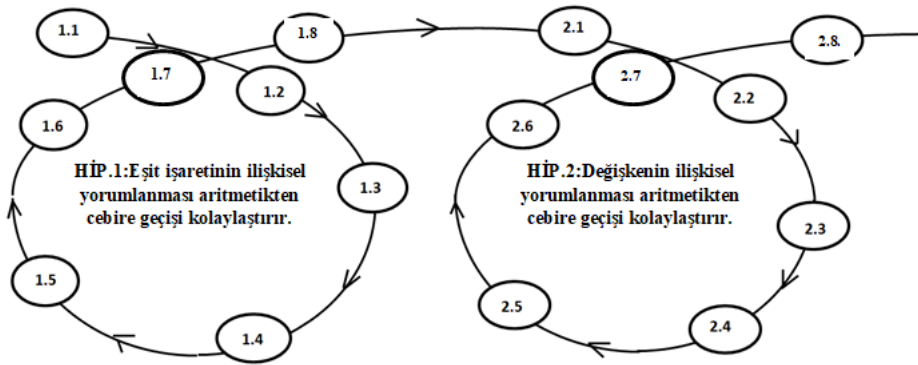 1.1
1.8
2.1
2.8.
1.7
2.7
1.2
2.2
1.6
2.6
HİP.1:Eşit işaretinin ilişkisel
yorumlanması aritmetikten
cebire geçişi kolaylaştırır.
1.3
HİP.2:Değişkenin ilişkisel
yorumlanması aritmetikten
cebire geçişi kolaylaştırır.
2.3
1.5
2.5
1.4
2.4